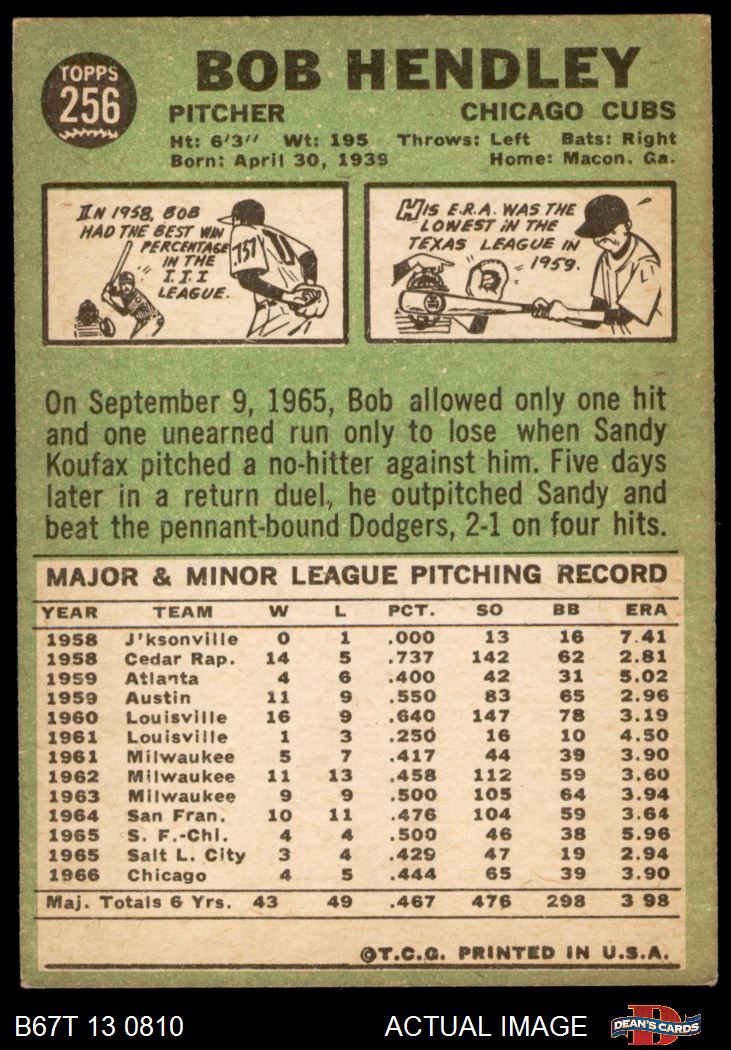 TOPPS
256
BOB HENDLEY
PITCHER CHICAGO CUBS
Ht: 6'3" Wt: 195 Throws: Left Bats: Right
Born: April 30, 1939 Home: Macon. Ga.
IN 1958, BOB
HAD THE BEST WIN
PERCENTAGE
IN THE
I. I. I
LEAGUE.
.737
HIS E.R.A. WAS THE
LOWEST IN THE
TEXAS LEAGUE IN
1959.
On September 9, 1965, Bob allowed only one hit
and one unearned run only to lose when Sandy
Koufax pitched a no-hitter against him. Five days
later in a return duel, he outpitched Sandy and
beat the pennant-bound Dodgers, 2-1 on four hits.
MAJOR & MINOR LEAGUE PITCHING RECORD
YEAR TEAM W L PCT. SO BB ERA
1958 J'ksonville 0 1 .000 13 16 7.41
1958 Cedar Rap. 14 5 .737 142 62 2.81
1959 Atlanta 4 6 .400 42 31 5.02
1959 Austin 11 9 .550 83 65 2.96
1960 Louisville 16 9 .640 147 78 3.19
1961 Louisville 1 3 .250 16 10 4.50
1961 Milwaukee 5 7 .417 44 39 3.90
1962 Milwaukee 11 13 .458 112 59 3.60
1963 Milwaukee 9 9 .500 105 64 3.94
1964 San Fran. 10 11 .476 104 59 3.64
1965 S. F.-Chi. 4 4 .500 46 38 5.96
1965 Salt L. City 3 4 .429 47 19 2.94
1966 Chicago 4 5 .444 65 39 3.90
Maj. Totals 6 Yrs. 43 49 .467 476 298 3 98
©T.C.G. PRINTED IN U.S.A.
B67T 13 0810 ACTUAL IMAGE
D
DEAN'S CARDS